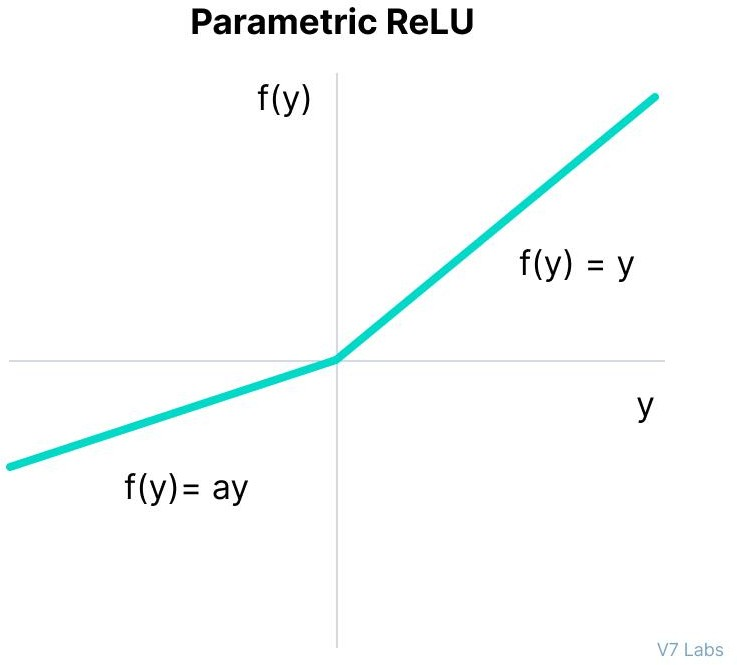 Parametric ReLU
f(y)
f(y) = y
y
f(y)= ay
V7 Labs